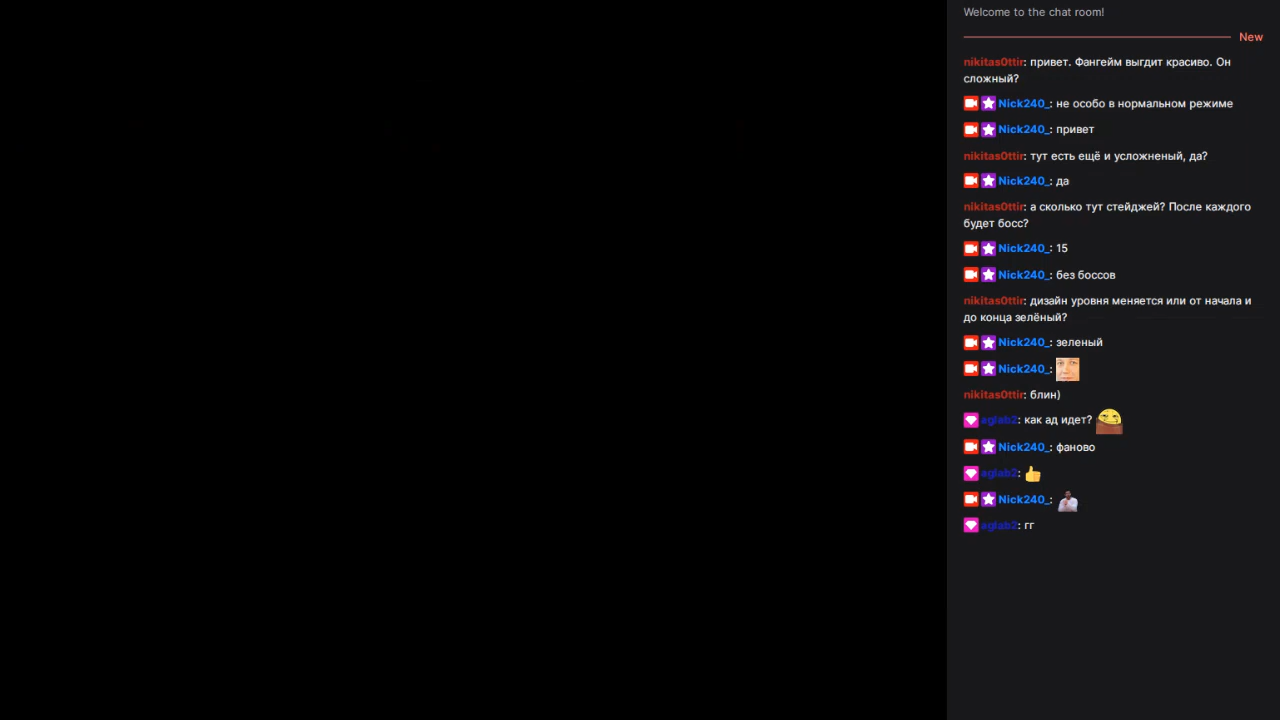 Welcome to the chat room!
New
nikitas0ttir: привет. Фангейм выгдит красиво. Он
сложный?
Nick240_: не особо в нормальном режиме
Nick240_: привет
nikitas0ttir: тут есть ещё и усложненый, да?
Nick240_: да
nikitas0ttir: а сколько тут стейджей? После каждого
будет босс?
Nick240_: 15
Nick240_: без боссов
nikitas0ttir: дизайн уровня меняется или от начала и
до конца зелёный?
Nick240_: зеленый
Nick240_:
nikitas0ttir: блин)
aglab2: как ад идет?
Nick240_: фаново
aglab2:
Nick240_:
aglab2: гг